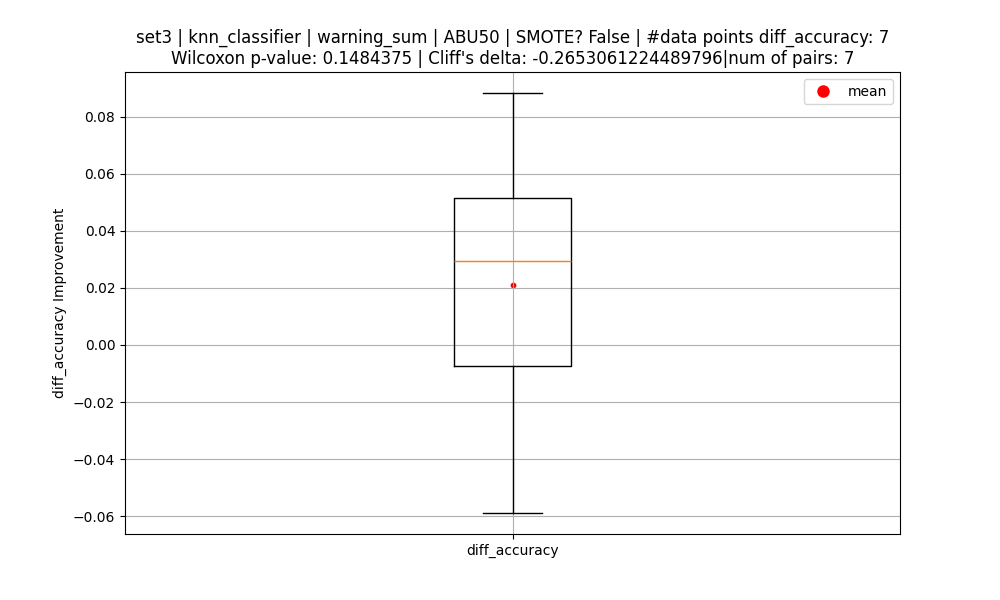 set3 | knn_classifier | warning_sum | ABU50 | SMOTE? False | #data points diff_accuracy: 7
Wilcoxon p-value: 0.1484375 | Cliff's delta: -0.2653061224489796|num of pairs: 7
mean
0.08
0.06
0.04
0.02
0.00
−0.02
−0.04
−0.06
diff_accuracy Improvement
diff_accuracy